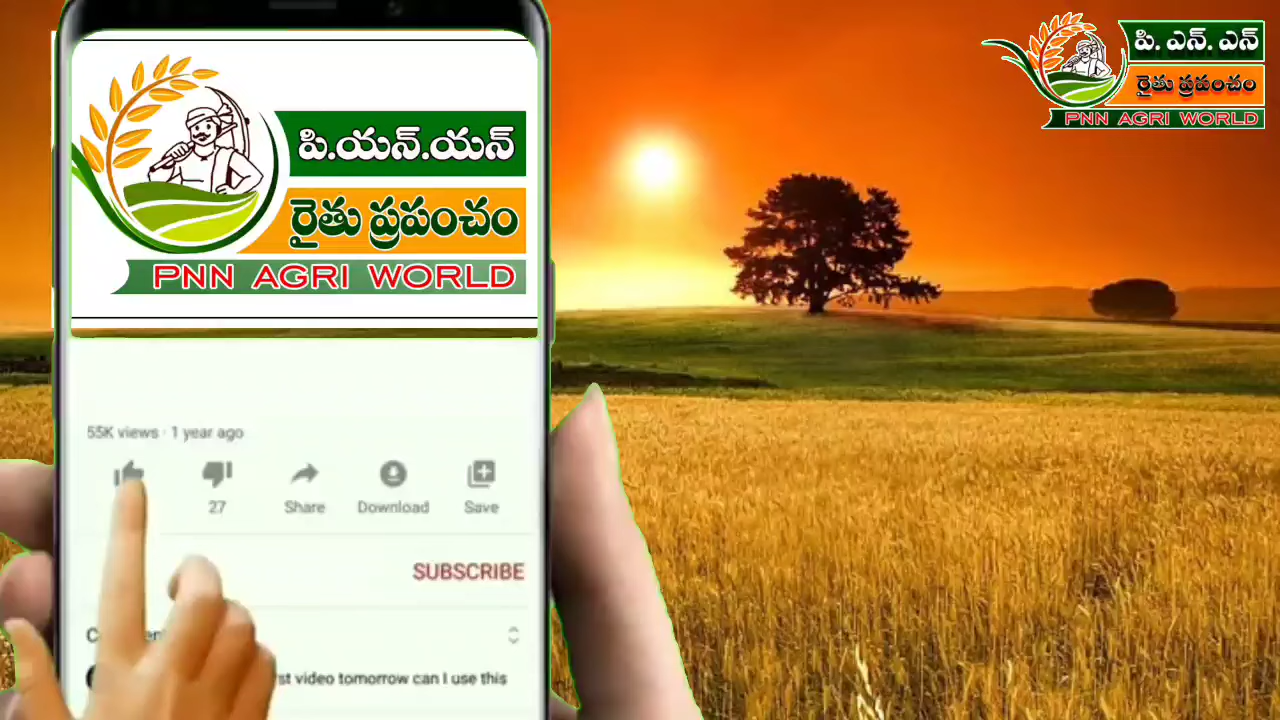 పి.యన్.యన్
రైతు ప్రపంచం
PNN AGRI WORLD
పి. ఎన్. ఎన్
రైతు ప్రపంచం
PNN AGRI WORLD
55K views · 1 year ago
27 Share Download Save
SUBSCRIBE
video tomorrow can I use this